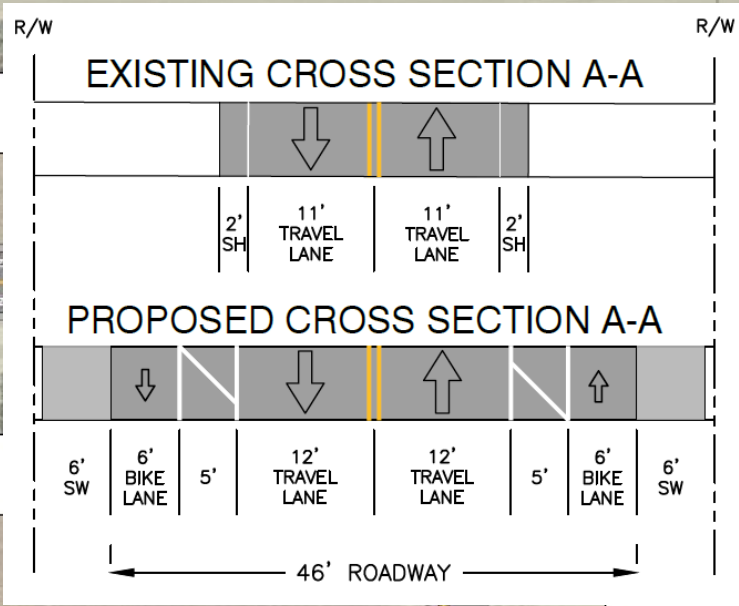 R/W
R/W
EXISTING CROSS SECTION A-A
2'
SH
11'
TRAVEL
LANE
11'
TRAVEL
LANE
2'
SH
PROPOSED CROSS SECTION A-A
6'
SW
6'
BIKE
LANE
5'
12'
TRAVEL
LANE
12'
TRAVEL
LANE
5'
6'
BIKE
LANE
6'
SW
46' ROADWAY